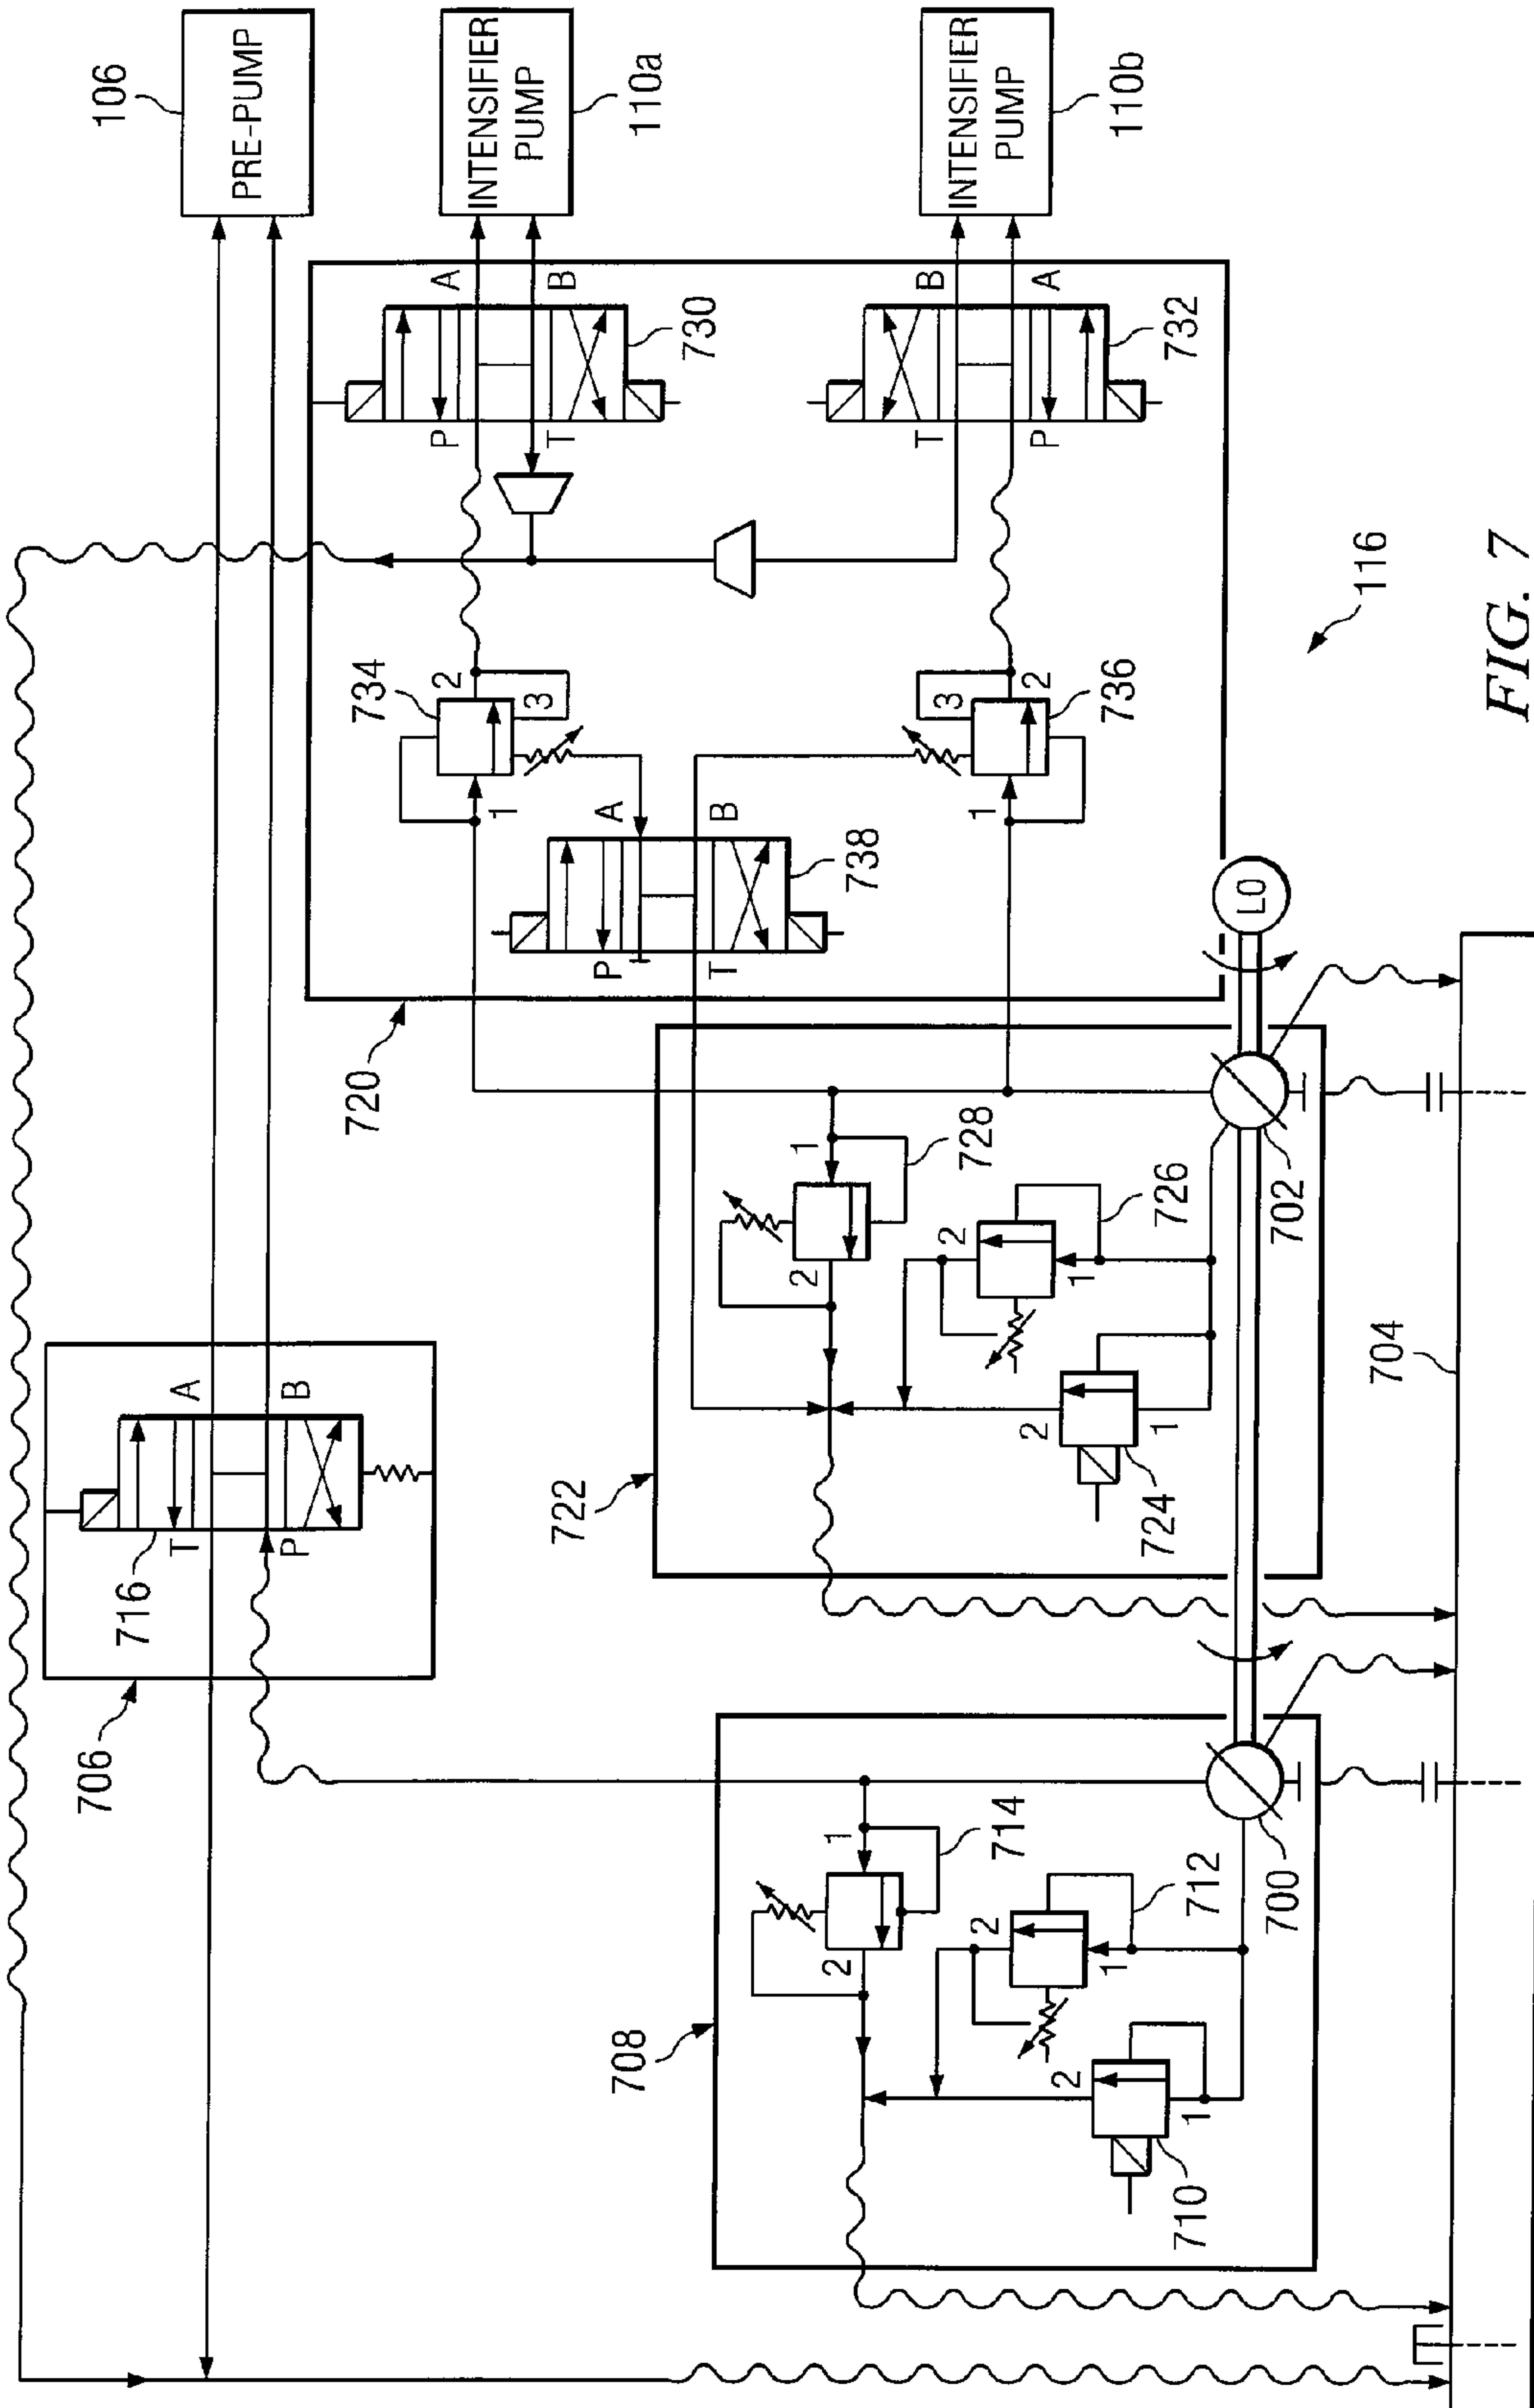 106
PRE-PUMP
INTENSIFIER
PUMP
110a
INTENSIFIER
PUMP
110b
A
B
730
P
T
B
A
732
T
P
734
2
3
1
A
B
738
P
T
3
2
736
1
720
LO
116
716
A
B
T
P
706
722
1
728
2
726
2
1
724
2
1
702
704
708
1
714
2
712
2
1
710
2
1
700
FIG. 7